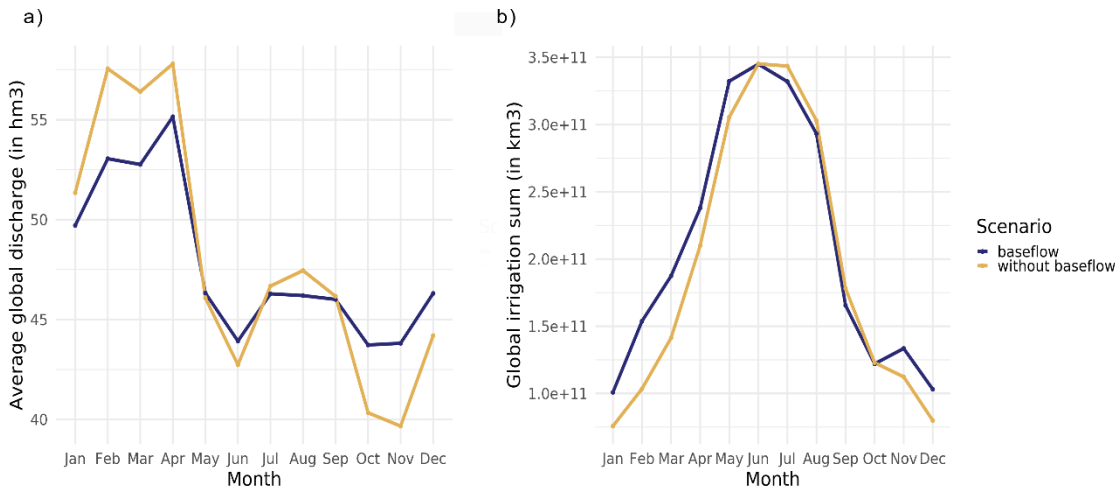 a)
Average global discharge (in hm3)
55
50
45
40
Jan Feb Mar Apr May Jun Jul Aug Sep Oct Nov Dec
Month
b)
Global irrigation sum (in km3)
3.5e+11
3.0e+11
2.5e+11
2.0e+11
1.5e+11
1.0e+11
Jan Feb Mar Apr May Jun Jul Aug Sep Oct Nov Dec
Month
Scenario
baseflow
without baseflow